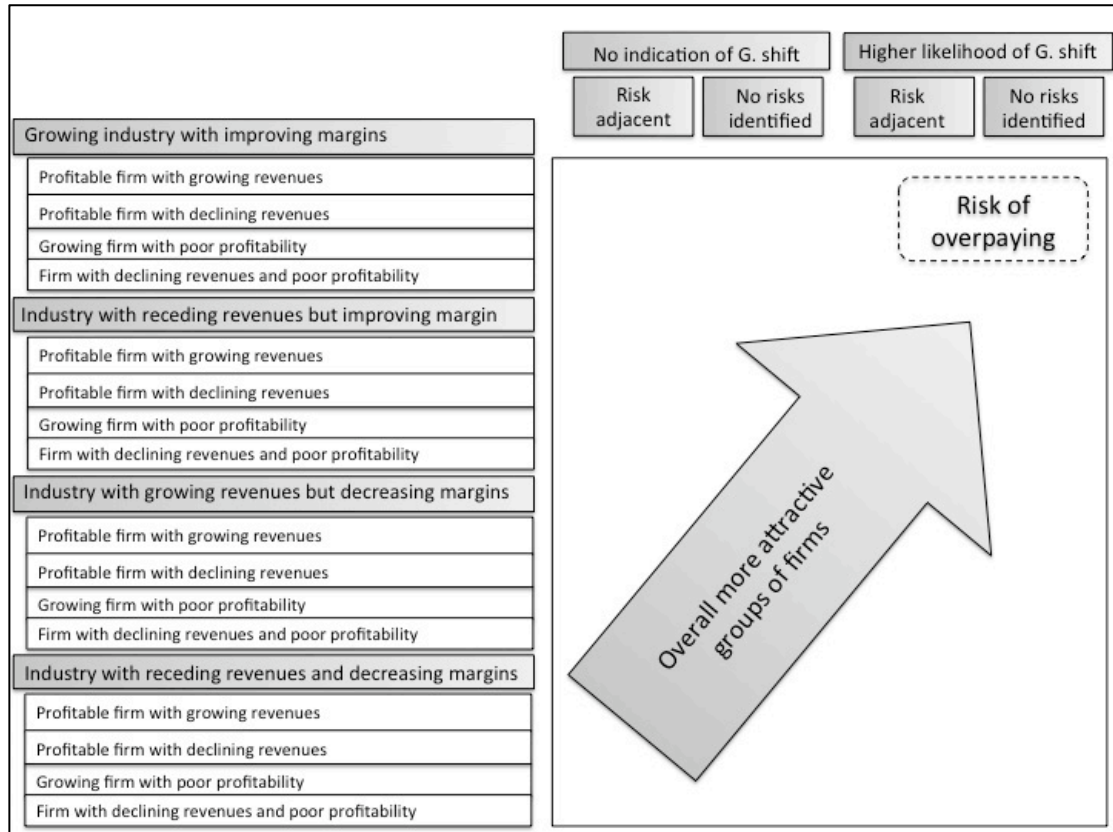 No indication of G. shift
Higher likelihood of G. shift
Risk
adjacent
No risks
identified
Risk
adjacent
No risks
identified
Growing industry with improving margins
Profitable firm with growing revenues
Profitable firm with declining revenues
Growing firm with poor profitability
Firm with declining revenues and poor profitability
Industry with receding revenues but improving margin
Profitable firm with growing revenues
Profitable firm with declining revenues
Growing firm with poor profitability
Firm with declining revenues and poor profitability
Industry with growing revenues but decreasing margins
Profitable firm with growing revenues
Profitable firm with declining revenues
Growing firm with poor profitability
Firm with declining revenues and poor profitability
Industry with receding revenues and decreasing margins
Profitable firm with growing revenues
Profitable firm with declining revenues
Growing firm with poor profitability
Firm with declining revenues and poor profitability
Risk of
overpaying
Overall more attractive
groups of firms